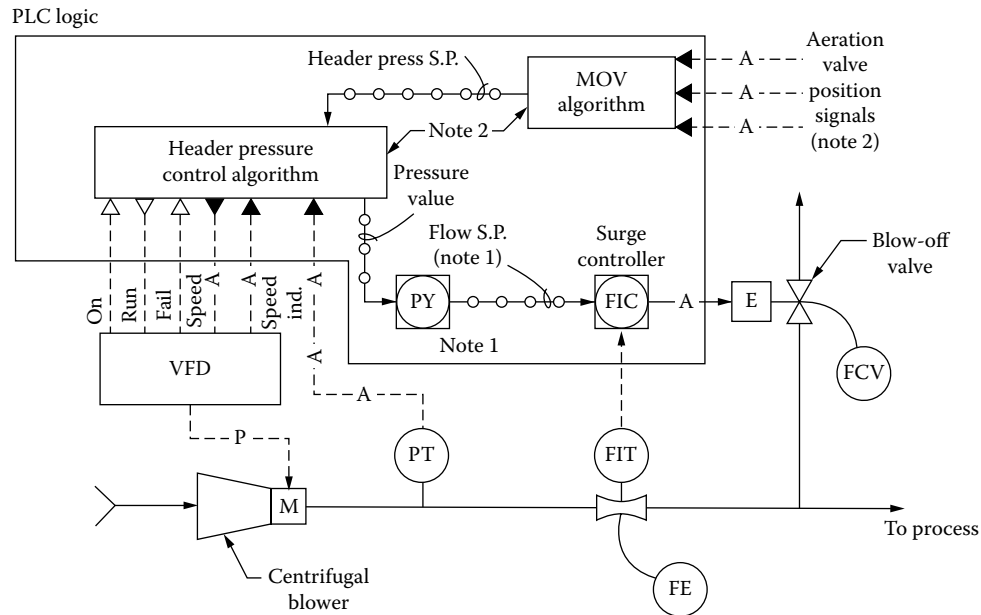 PLC logic
Header press S.P.
MOV
algorithm
A
A
A
Aeration
valve
position
signals
(note 2)
Note 2
Header pressure
control algorithm
Pressure
value
Flow S.P.
(note 1)
Surge
controller
Blow-off
valve
On
Run
Fail
Speed
A
A
Speed
ind.
A
A
PY
FIC
A
E
Note 1
FCV
VFD
A
P
PT
FIT
M
To process
Centrifugal
blower
FE